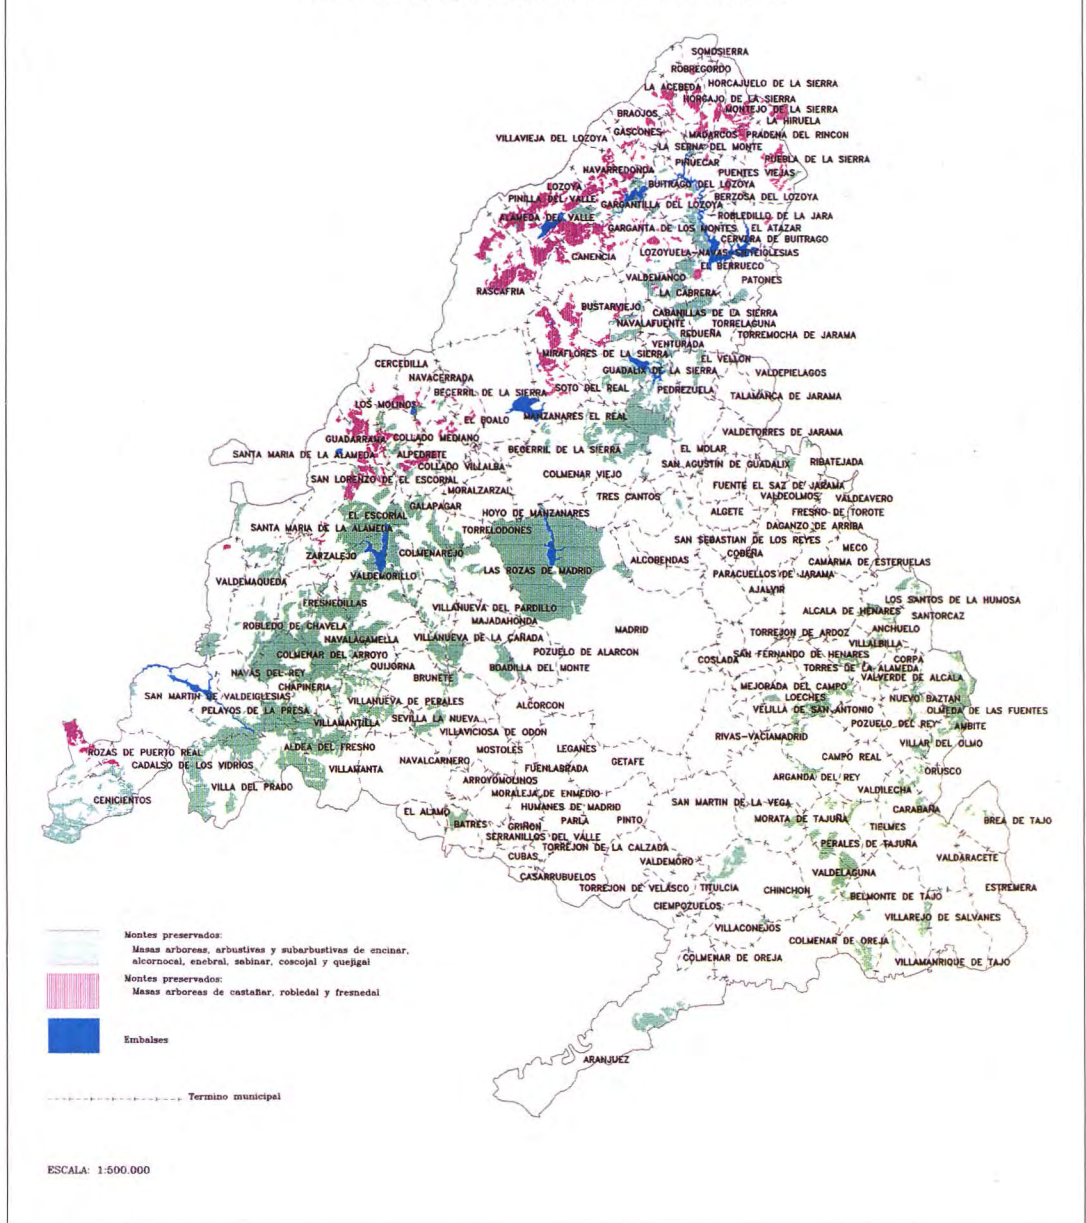 SOMOSIERRA
ROBREGORDO
LA ACEBEDA
HORCAJUELO DE LA SIERRA
HORCAJO DE LA SIERRA
MONTEJO DE LA SIERRA
BRAOJOS
LA HIRUELA
GASCONES
MADARCOS
PRADENA DEL RINCON
VILLAVIEJA DEL LOZOYA
LA SERNA DEL MONTE
PIÑUECAR
PUEBLA DE LA SIERRA
NAVARREDONDA
PUENTES VIEJAS
LOZOYA
BUITRAGO DEL LOZOYA
PINILLA DEL VALLE
BERZOSA DEL LOZOYA
GARGANTILLA DEL LOZOYA
ALAMEDA DEL VALLE
ROBLEDILLO DE LA JARA
GARGANTA DE LOS MONTES
EL ATAZAR
CERVERA DE BUITRAGO
CANENCIA
LOZOYUELA-NAVAS-SIETEIGLESIAS
EL BERRUECO
VALDEMANCO
PATONES
RASCAFRIA
LA CABRERA
BUSTARVIEJO
CABANILLAS DE LA SIERRA
NAVALAFUENTE
TORRELAGUNA
REDUEÑA
TORREMOCHA DE JARAMA
VENTURADA
MIRAFLORES DE LA SIERRA
EL VELLON
CERCEDILLA
GUADALIX DE LA SIERRA
VALDEPIELAGOS
NAVACERRADA
SOTO DEL REAL
PEDREZUELA
BECERRIL DE LA SIERRA
TALAMANCA DE JARAMA
LOS MOLINOS
EL BOALO
MANZANARES EL REAL
VALDETORRES DE JARAMA
GUADARRAMA
COLLADO MEDIANO
BECERRIL DE LA SIERRA
EL MOLAR
SANTA MARIA DE LA ALAMEDA
ALPEDRETE
SAN AGUSTIN DE GUADALIX
RIBATEJADA
COLLADO VILLALBA
COLMENAR VIEJO
SAN LORENZO DE EL ESCORIAL
FUENTE EL SAZ DE JARAMA
MORALZARZAL
TRES CANTOS
VALDEOLMOS
VALDEAVERO
GALAPAGAR
HOYO DE MANZANARES
ALGETE
FRESNO DE TOROTE
EL ESCORIAL
SANTA MARIA DE LA ALAMEDA
TORRELODONES
DAGANZO DE ARRIBA
SAN SEBASTIAN DE LOS REYES
MECO
ZARZALEJO
COLMENAREJO
COBEÑA
ALCOBENDAS
CAMARMA DE ESTERUELAS
LAS ROZAS DE MADRID
VALDEMAQUEDA
VALDEMORILLO
PARACUELLOS DE JARAMA
AJALVIR
LOS SANTOS DE LA HUMOSA
FRESNEDILLAS
VILLANUEVA DEL PARDILLO
ALCALA DE HENARES
SANTORCAZ
MAJADAHONDA
ROBLEDO DE CHAVELA
MADRID
ANCHUELO
NAVALAGAMELLA
VILLANUEVA DE LA CAÑADA
TORREJON DE ARDOZ
VILLALBILLA
POZUELO DE ALARCON
COLMENAR DEL ARROYO
SAN FERNANDO DE HENARES
COSLADA
CORPA
QUIJORNA
BOADILLA DEL MONTE
TORRES DE LA ALAMEDA
NAVAS DEL REY
BRUNETE
VALVERDE DE ALCALA
CHAPINERIA
MEJORADA DEL CAMPO
SAN MARTIN DE VALDEIGLESIAS
LOECHES
NUEVO BAZTAN
VILLANUEVA DE PERALES
ALCORCON
PELAYOS DE LA PRESA
VELILLA DE SAN ANTONIO
OLMEDA DE LAS FUENTES
VILLAMANTILLA
SEVILLA LA NUEVA
POZUELO DEL REY
AMBITE
VILLAVICIOSA DE ODON
RIVAS-VACIAMADRID
VILLAR DEL OLMO
ALDEA DEL FRESNO
MOSTOLES
LEGANES
ROZAS DE PUERTO REAL
CAMPO REAL
NAVALCARNERO
GETAFE
CADALSO DE LOS VIDRIOS
VILLAMANTA
FUENLABRADA
ORUSCO
ARROYOMOLINOS
ARGANDA DEL REY
VILLA DEL PRADO
VALDILECHA
MORALEJA DE ENMEDIO
CENICIENTOS
SAN MARTIN DE LA VEGA
CARABAÑA
EL ALAMO
HUMANES DE MADRID
MORATA DE TAJUÑA
BREA DE TAJO
BATRES
GRIÑON
PARLA
PINTO
TIELMES
SERRANILLOS DEL VALLE
PERALES DE TAJUÑA
TORREJON DE LA CALZADA
CUBAS
VALDEMORO
VALDARACETE
CASARRUBUELOS
VALDELAGUNA
TORREJON DE VELASCO
TITULCIA
CHINCHON
ESTREMERA
BELMONTE DE TAJO
CIEMPOZUELOS
VILLAREJO DE SALVANES
VILLACONEJOS
COLMENAR DE OREJA
COLMENAR DE OREJA
VILLAMANRIQUE DE TAJO
ARANJUEZ
Montes preservados:
Masas arboreas, arbustivas y subarbustivas de encinar,
alcornocal, enebral, sabinar, coscojal y quejigal
Montes preservados:
Masas arboreas de castañar, robledal y fresnedal
Embalses
Termino municipal
ESCALA: 1:500.000